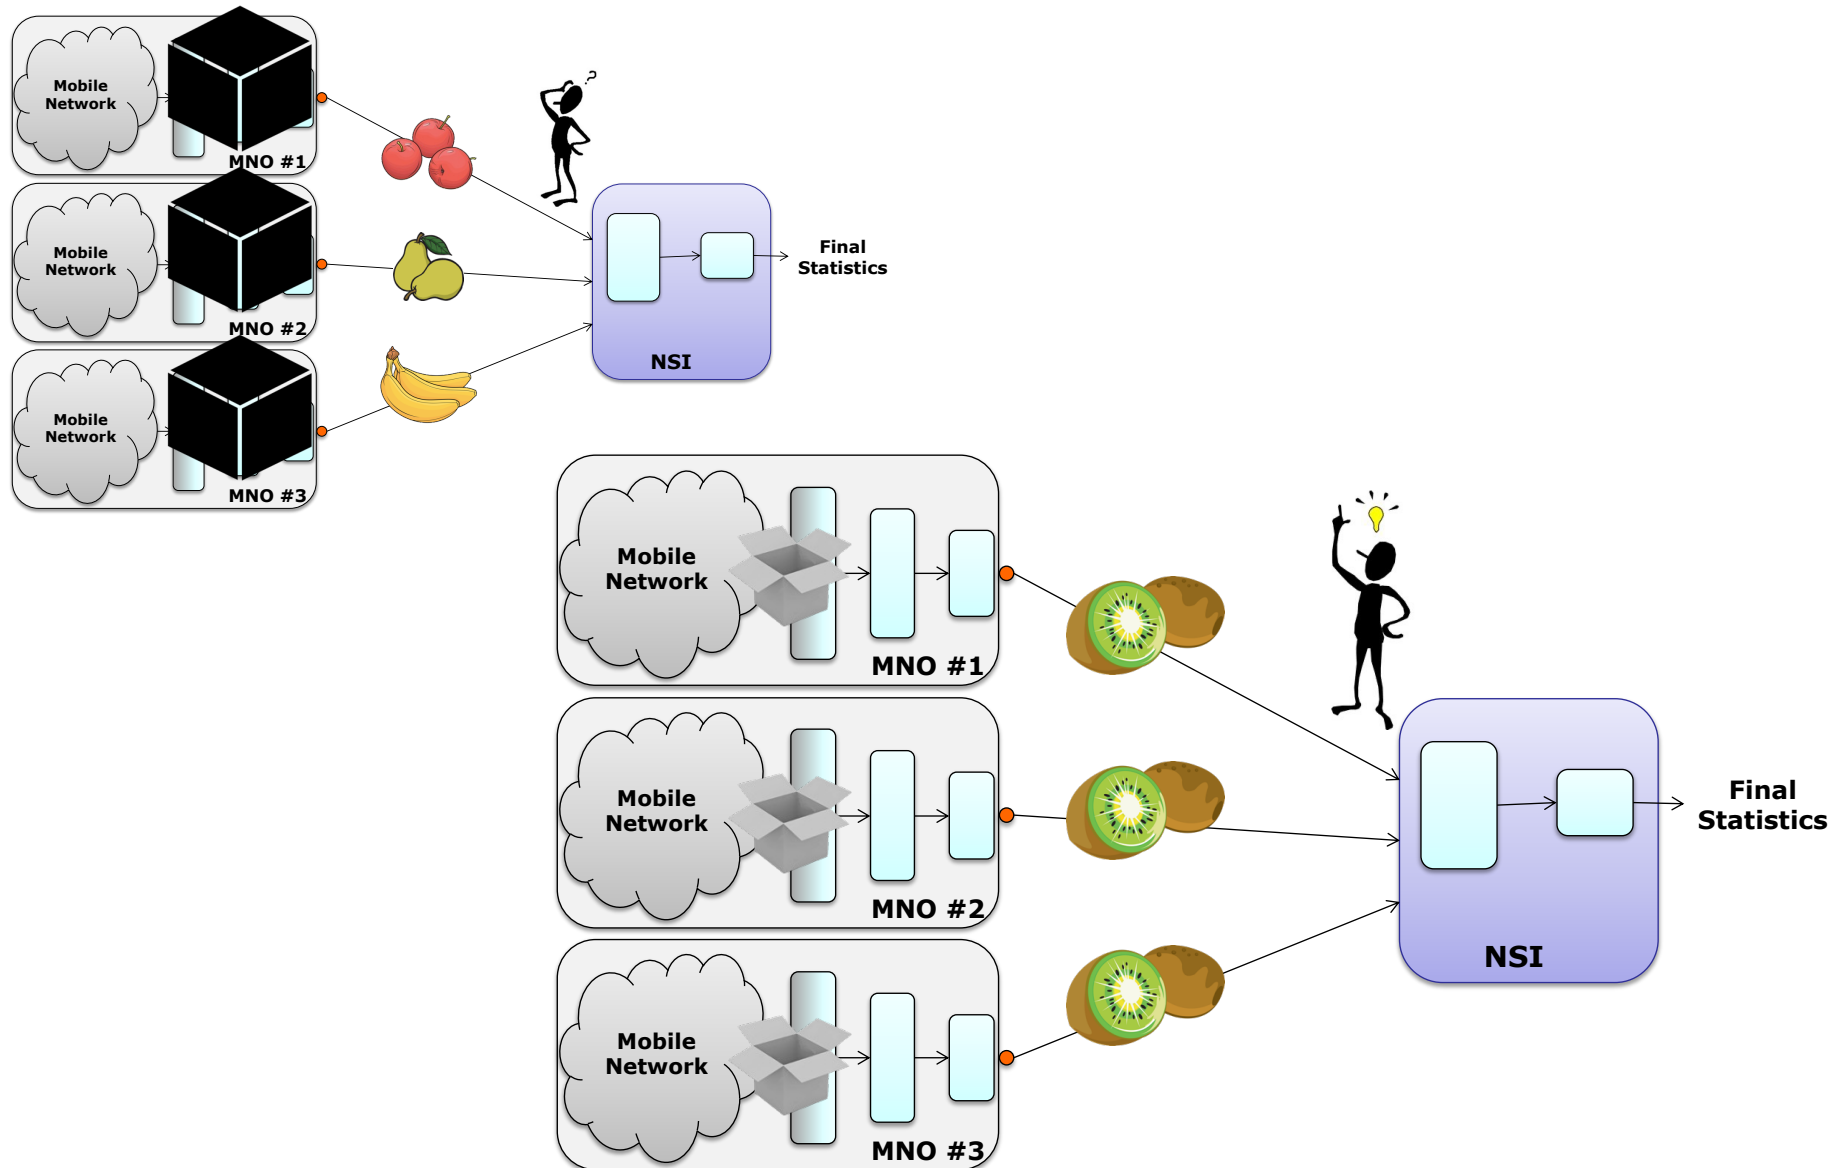 Mobile
Network
MNO #1
?
Mobile
Network
MNO #2
Mobile
Network
MNO #3
NSI
Final
Statistics
Mobile
Network
MNO #1
Mobile
Network
MNO #2
Mobile
Network
MNO #3
NSI
Final
Statistics